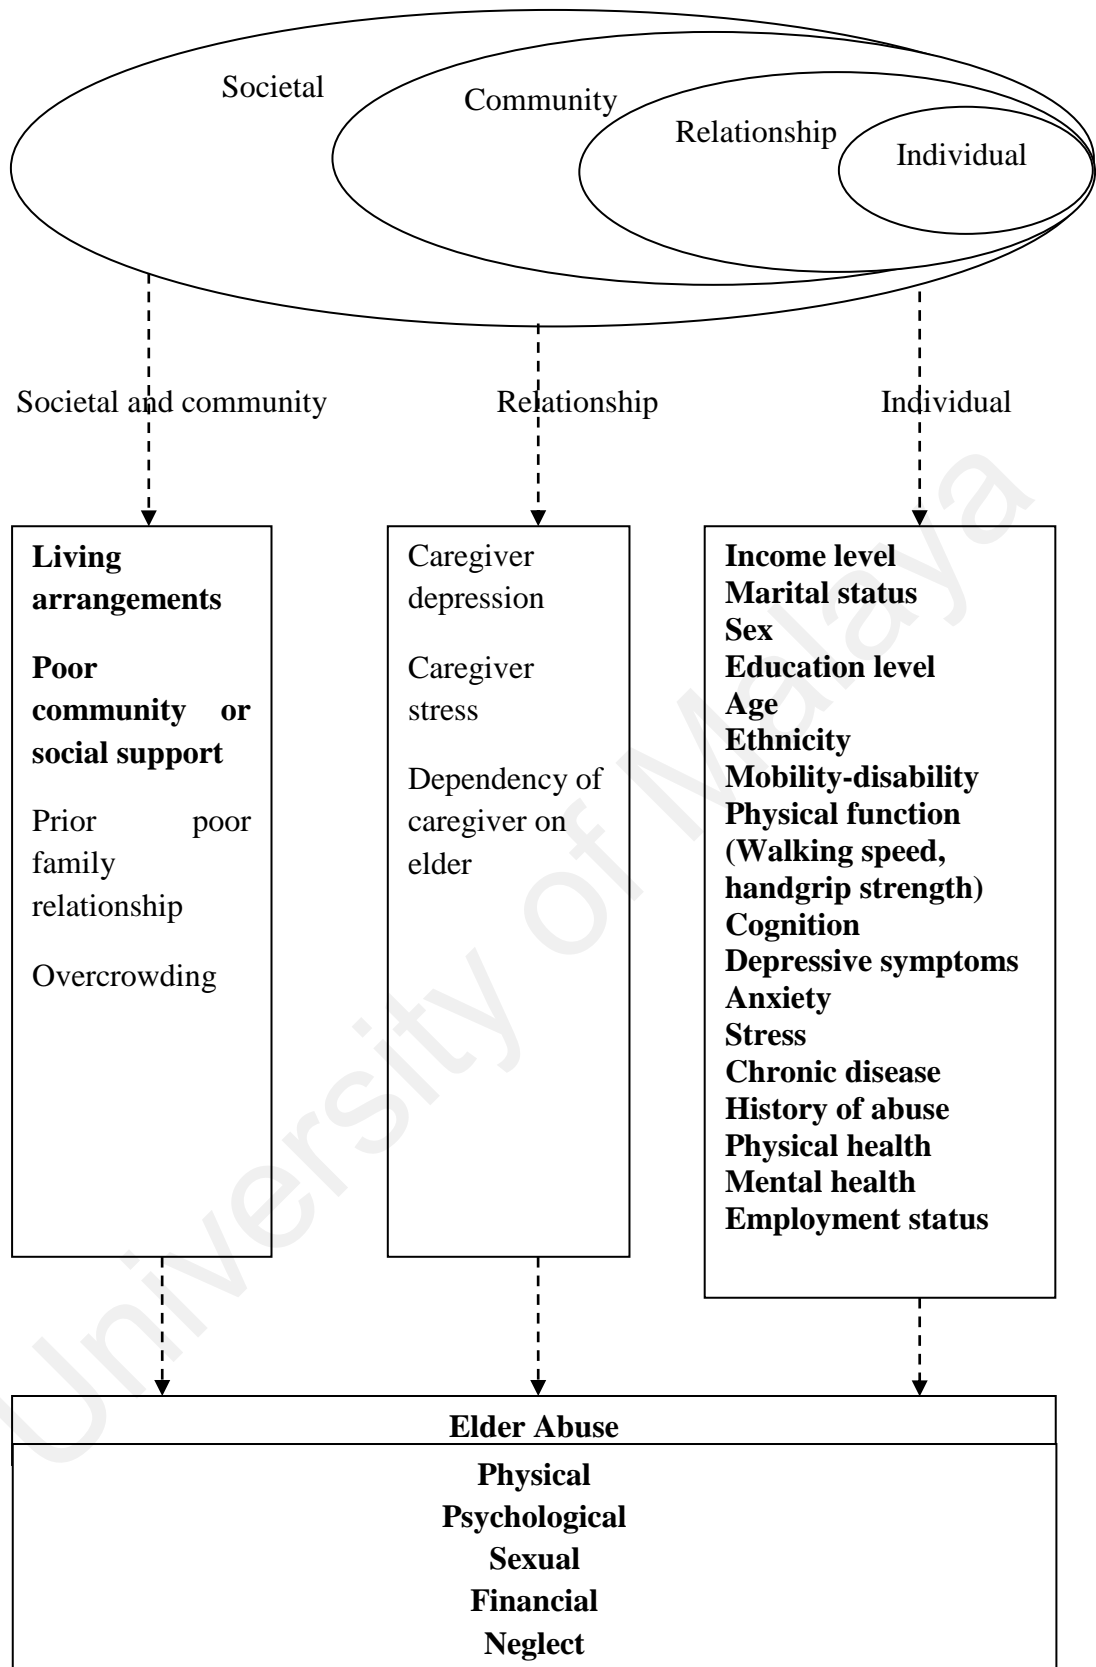 Societal
Community
Relationship
Individual
Societal and community
Relationship
Individual
Living
arrangements
Poor
community or
social support
Prior poor
family
relationship
Overcrowding
Caregiver
depression
Caregiver
stress
Dependency of
caregiver on
elder
Income level
Marital status
Sex
Education level
Age
Ethnicity
Mobility-disability
Physical function
(Walking speed,
handgrip strength)
Cognition
Depressive symptoms
Anxiety
Stress
Chronic disease
History of abuse
Physical health
Mental health
Employment status
Elder Abuse
Physical
Psychological
Sexual
Financial
Neglect
University of Malaya